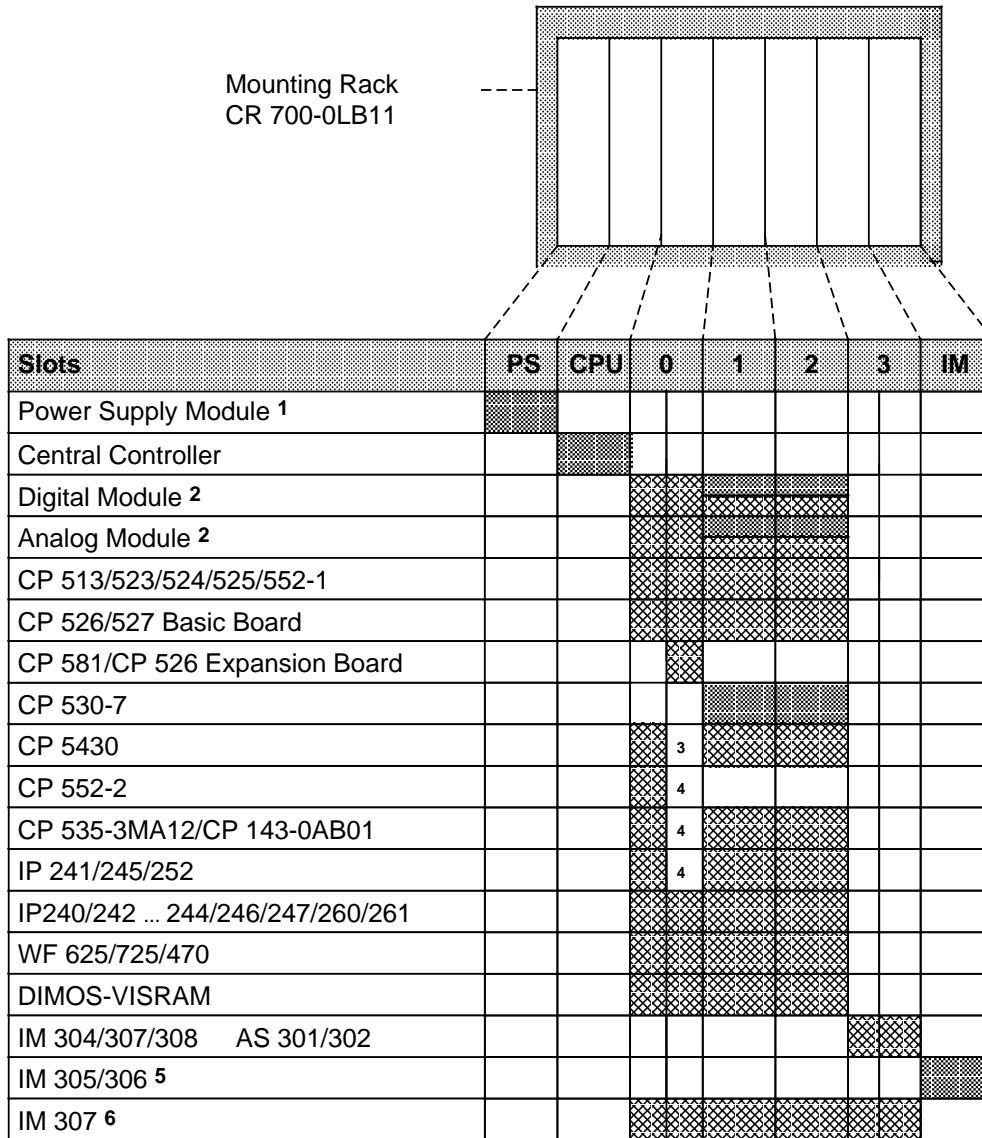 Mounting Rack
CR 700-0LB11
Slots PS CPU 0 1 2 3 IM
Power Supply Module 1
Central Controller
Digital Module 2
Analog Module 2
CP 513/523/524/525/552-1
CP 526/527 Basic Board
CP 581/CP 526 Expansion Board
CP 530-7
CP 5430 3
CP 552-2 4
CP 535-3MA12/CP 143-0AB01 4
IP 241/245/252 4
IP240/242 ... 244/246/247/260/261
WF 625/725/470
DIMOS-VISRAM
IM 304/307/308 AS 301/302
IM 305/306 5
IM 307 6